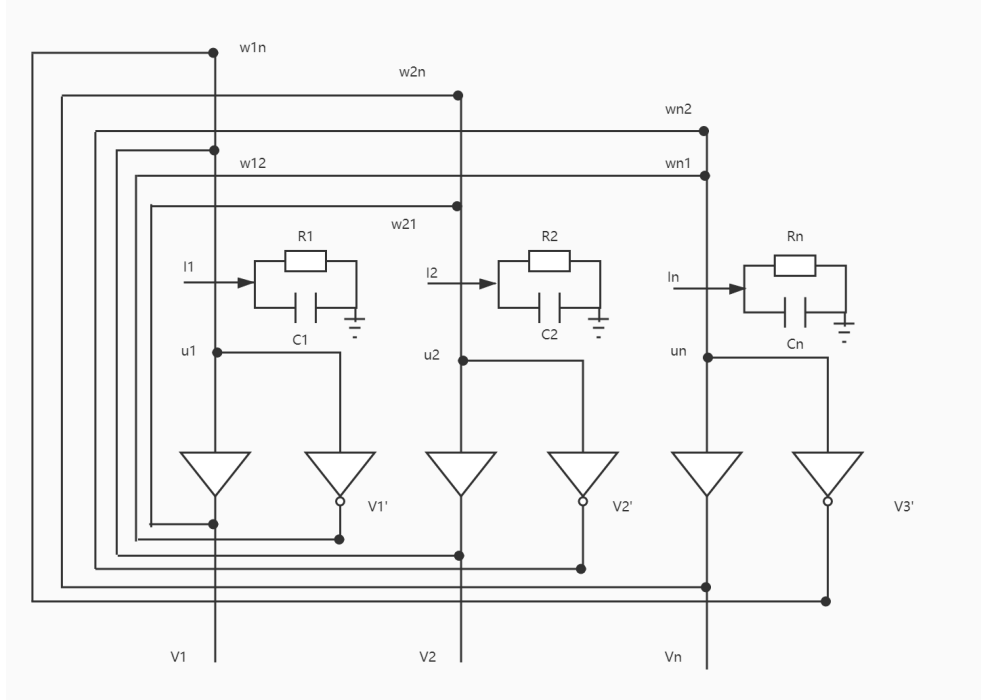 w1n
w2n
wn2
w12
wn1
w21
R1
R2
Rn
I1
I2
In
C1
C2
Cn
u1
u2
un
V1'
V2'
V3'
V1
V2
Vn